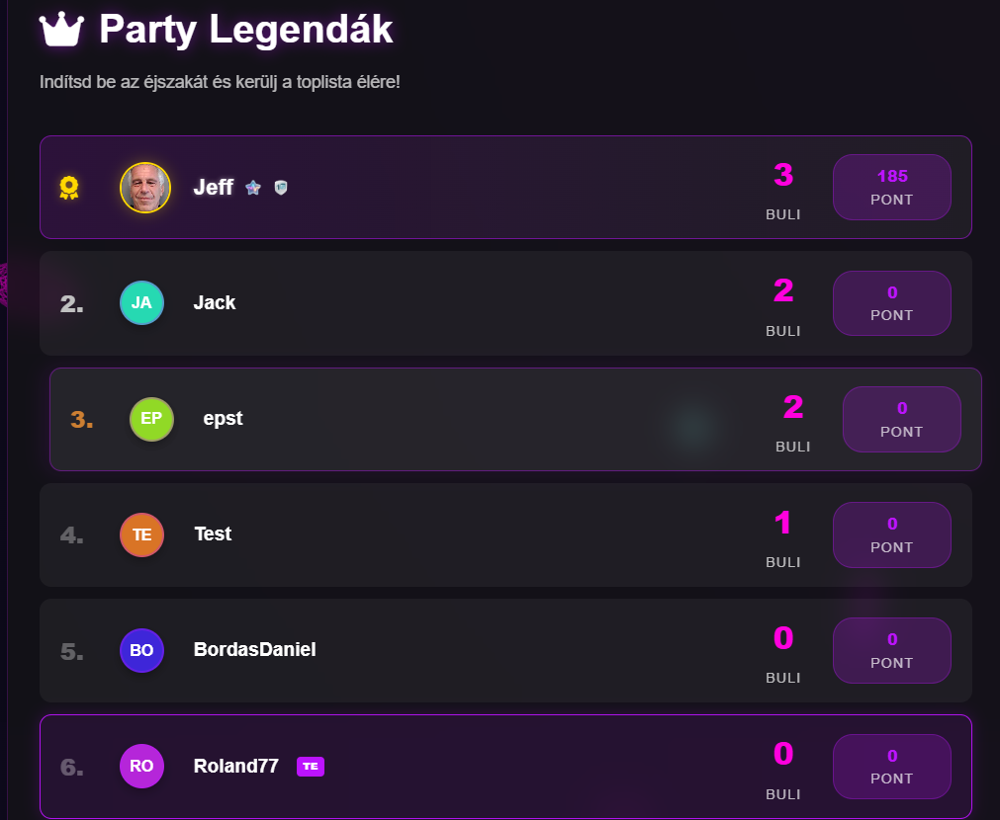 Party Legendák
Indítsd be az éjszakát és kerülj a toplista élére!
Jeff
3
BULI
185
PONT
2.
JA
Jack
2
BULI
0
PONT
3.
EP
epst
2
BULI
0
PONT
4.
TE
Test
1
BULI
0
PONT
5.
BO
BordasDaniel
0
BULI
0
PONT
6.
RO
Roland77
TE
0
BULI
0
PONT